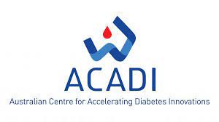 ACADI
Australian Centre for Accelerating Diabetes Innovations